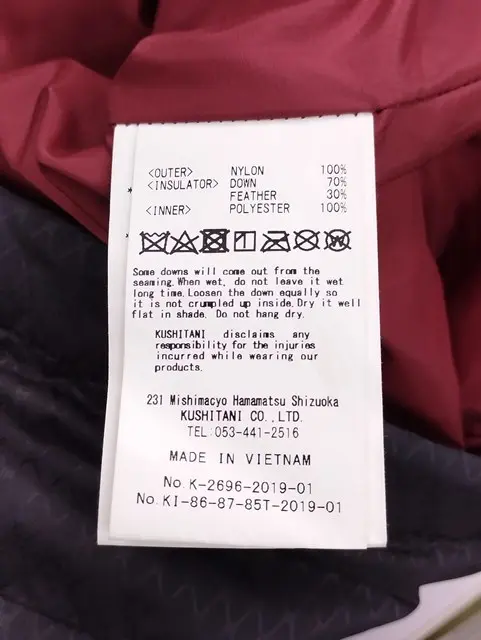 <OUTER> NYLON 100%
<INSULATOR> DOWN 70%
FEATHER 30%
<INNER> POLYESTER 100%
Some downs will come out from the
seaming. When wet, do not leave it wet
long time. Loosen the down equally so
it is not crumpled up inside. Dry it well
flat in shade. Do not hang dry.
KUSHITANI disclaims any
responsibility for the injuries
incurred while wearing our
products.
231 Mishimacyo Hamamatsu Shizuoka
KUSHITANI CO., LTD.
TEL:053-441-2516
MADE IN VIETNAM
No.K-2696-2019-01
No.KI-86-87-85T-2019-01